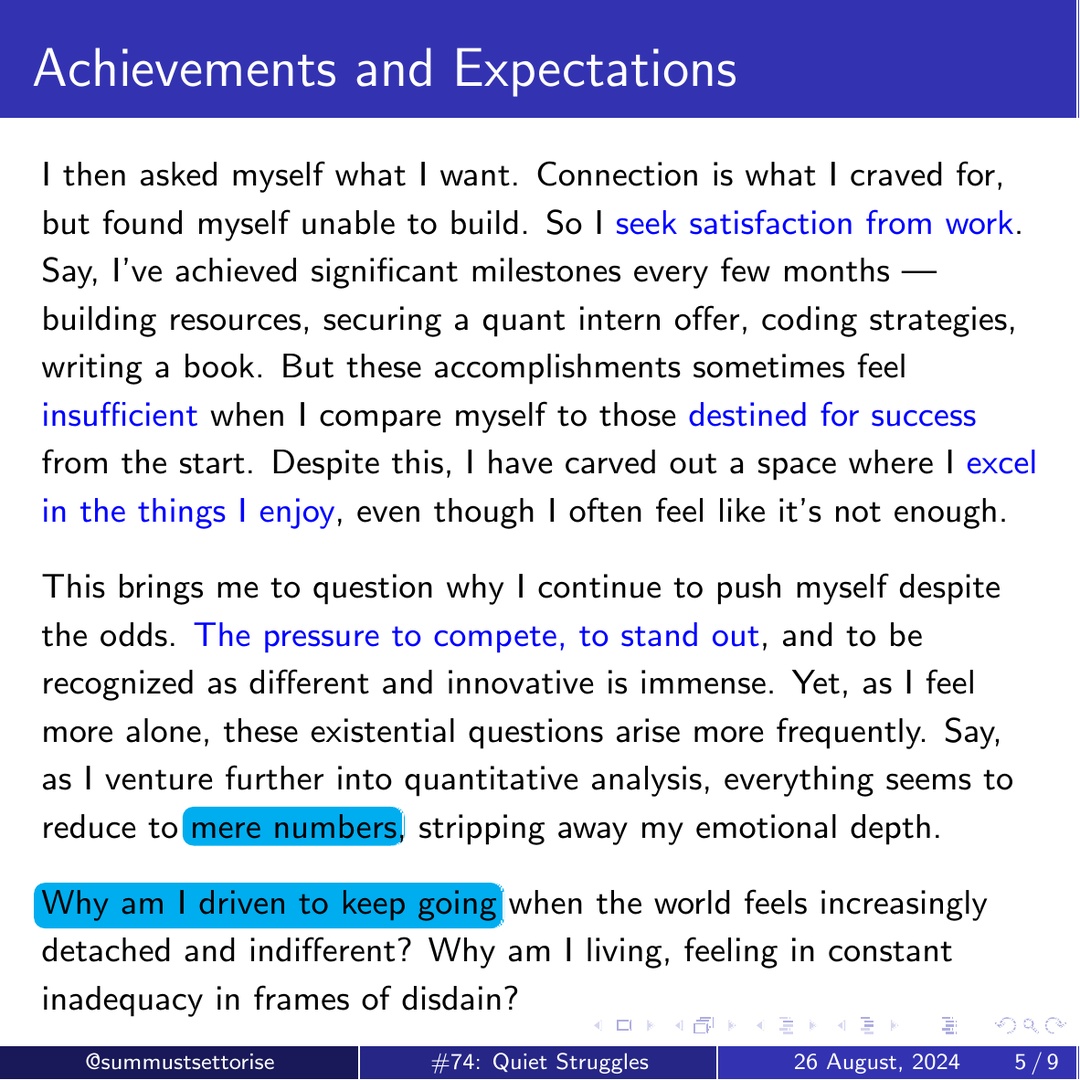 Achievements and Expectations
I then asked myself what I want. Connection is what I craved for,
but found myself unable to build. So I seek satisfaction from work.
Say, I've achieved significant milestones every few months —
building resources, securing a quant intern offer, coding strategies,
writing a book. But these accomplishments sometimes feel
insufficient when I compare myself to those destined for success
from the start. Despite this, I have carved out a space where I excel
in the things I enjoy, even though I often feel like it's not enough.
This brings me to question why I continue to push myself despite
the odds. The pressure to compete, to stand out, and to be
recognized as different and innovative is immense. Yet, as I feel
more alone, these existential questions arise more frequently. Say,
as I venture further into quantitative analysis, everything seems to
reduce to mere numbers, stripping away my emotional depth.
Why am I driven to keep going when the world feels increasingly
detached and indifferent? Why am I living, feeling in constant
inadequacy in frames of disdain?
@summustsettorise #74: Quiet Struggles 26 August, 2024 5 / 9